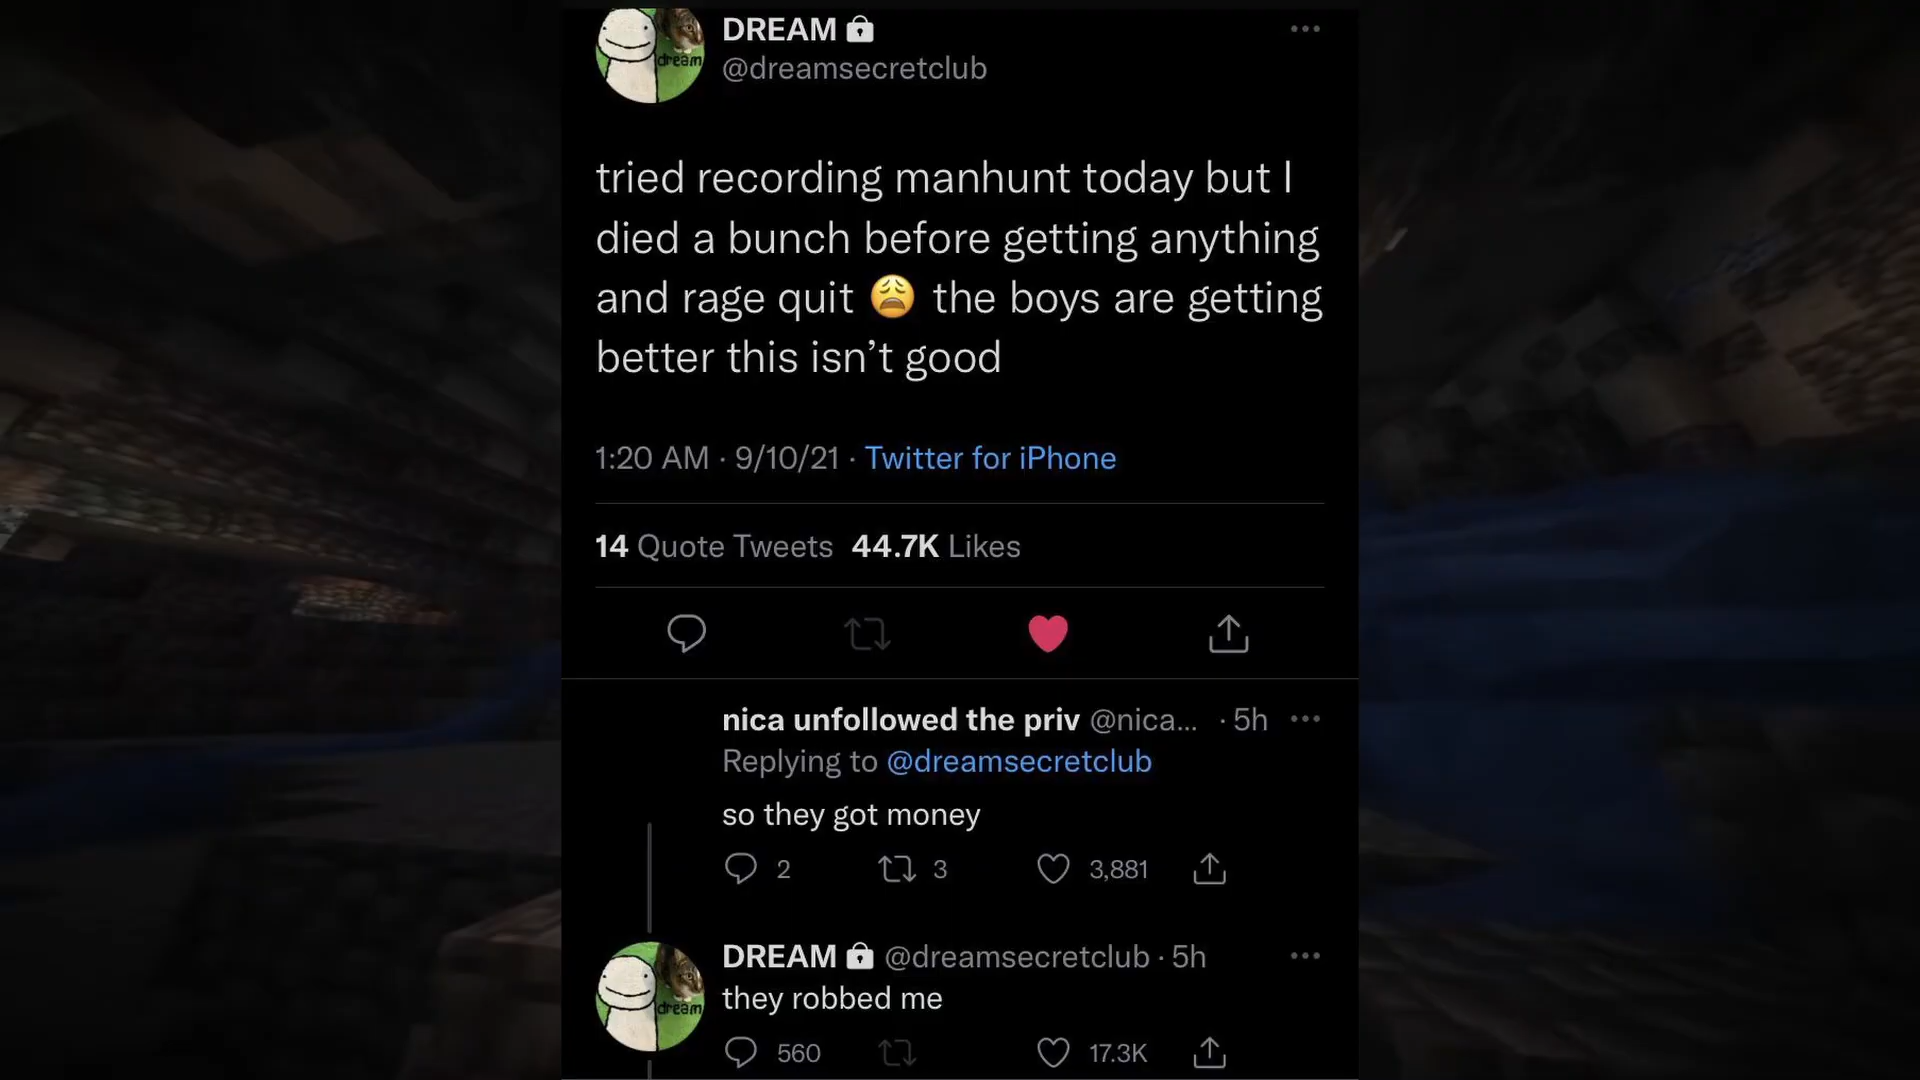 DREAM
@dreamsecretclub
dream
tried recording manhunt today but I
died a bunch before getting anything
and rage quit 😩 the boys are getting
better this isn’t good
1:20 AM · 9/10/21 · Twitter for iPhone
14 Quote Tweets 44.7K Likes
nica unfollowed the priv @nica... · 5h
Replying to @dreamsecretclub
so they got money
2 3 3,881
DREAM @dreamsecretclub · 5h
dream
they robbed me
560 17.3K